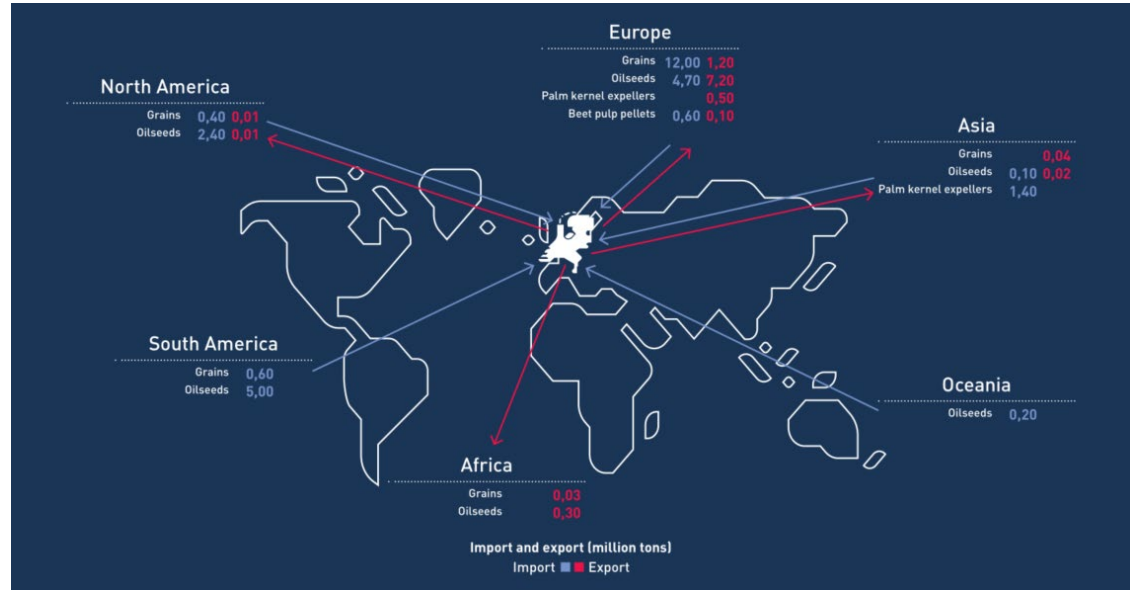 Europe
Grains 12,00 1,20
Oilseeds 4,70 7,20
Palm kernel expellers 0,50
Beet pulp pellets 0,60 0,10
North America
Grains 0,40 0,01
Oilseeds 2,40 0,01
Asia
Grains 0,04
Oilseeds 0,10 0,02
Palm kernel expellers 1,40
South America
Grains 0,60
Oilseeds 5,00
Oceania
Oilseeds 0,20
Africa
Grains 0,03
Oilseeds 0,30
Import and export (million tons)
Import Export